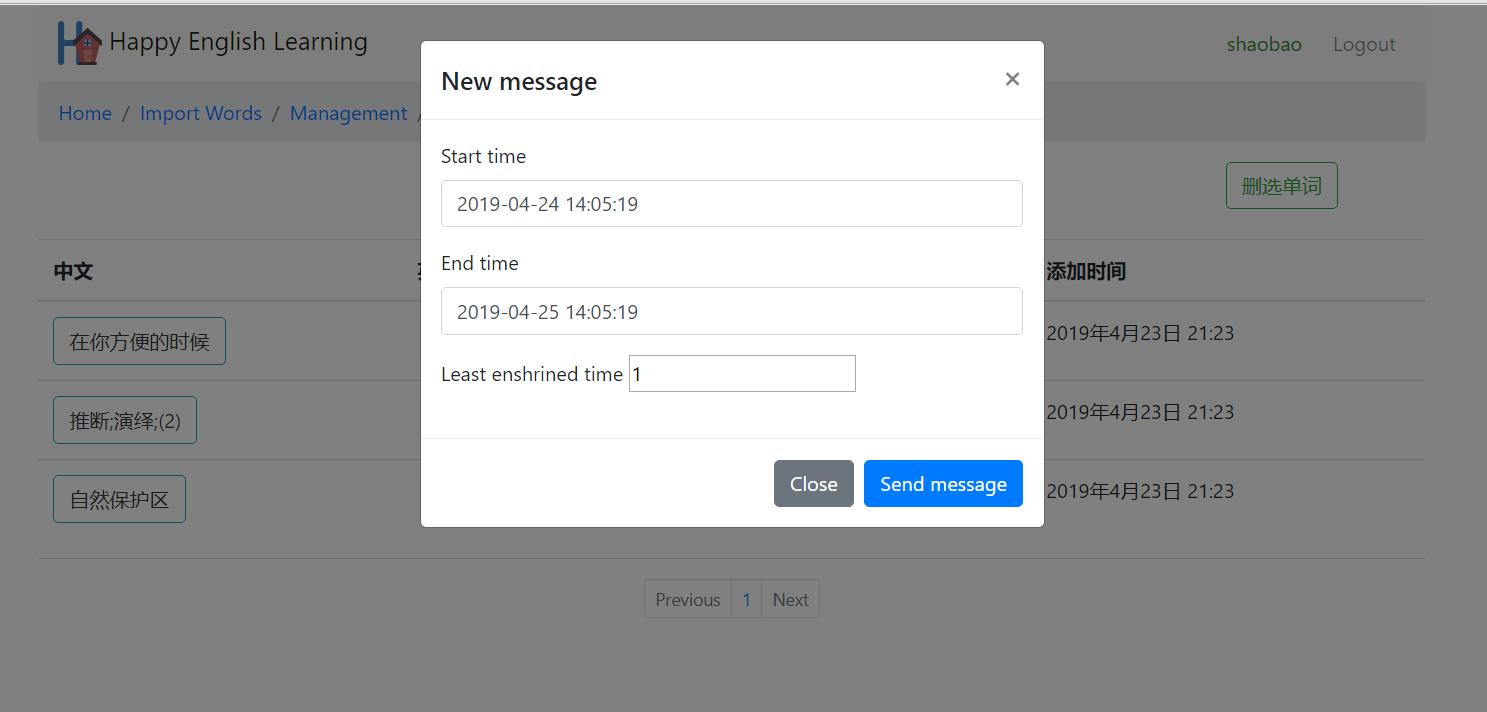 Happy English Learning
shaobao
Logout
New message
×
Home / Import Words / Management /
Start time
2019-04-24 14:05:19
删选单词
End time
2019-04-25 14:05:19
中文
添加时间
在你方便的时候
2019年4月23日 21:23
Least enshrined time 1
推断;演绎;(2)
2019年4月23日 21:23
Close
Send message
自然保护区
2019年4月23日 21:23
Previous 1 Next